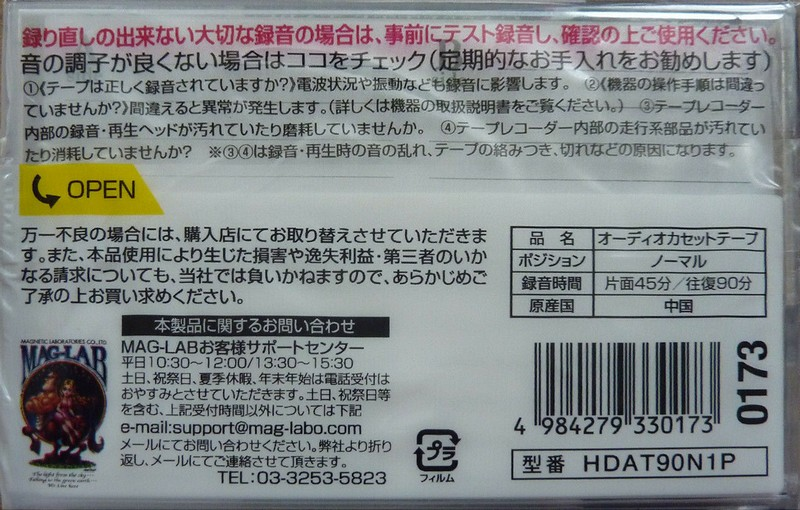 録り直しの出来ない大切な録音の場合は、事前にテスト録音し、確認の上ご使用ください。
音の調子が良くない場合はココをチェック(定期的なお手入れをお勧めします)
①《テープは正しく録音されていますか?》電波状況や振動なども録音に影響します。 ②《機器の操作手順は間違っ
ていませんか?》間違えると異常が発生します。(詳しくは機器の取扱説明書をご覧ください。) ③テープレコーダー
内部の録音・再生ヘッドが汚れていたり磨耗していませんか。 ④テープレコーダー内部の走行系部品が汚れてい
たり消耗していませんか? ※③④は録音・再生時の音の乱れ、テープの絡みつき、切れなどの原因になります。
OPEN
万一不良の場合には、購入店にてお取り替えさせていただきま
す。また、本品使用により生じた損害や逸失利益・第三者のいか
なる請求についても、当社では負いかねますので、あらかじめご
了承の上お買い求めください。
品 名 オーディオカセットテープ
ポジション ノーマル
録音時間 片面45分/往復90分
原産国 中国
本製品に関するお問い合わせ
MAG-LABお客様サポートセンター
平日10:30~12:00/13:30~15:30
土日、祝祭日、夏季休暇、年末年始は電話受付は
おやすみとさせていただきます。土日、祝祭日等
を含む、上記受付時間以外については下記
e-mail:support@mag-labo.com
メールにてお問い合わせください。弊社より折り
返し、メールにてご連絡させて頂きます。
TEL:03-3253-5823
MAGNETIC LABORATORIES CO.,LTD
MAG-LAB
プラ
フィルム
4 984279 330173
0173
型番 HDAT90N1P